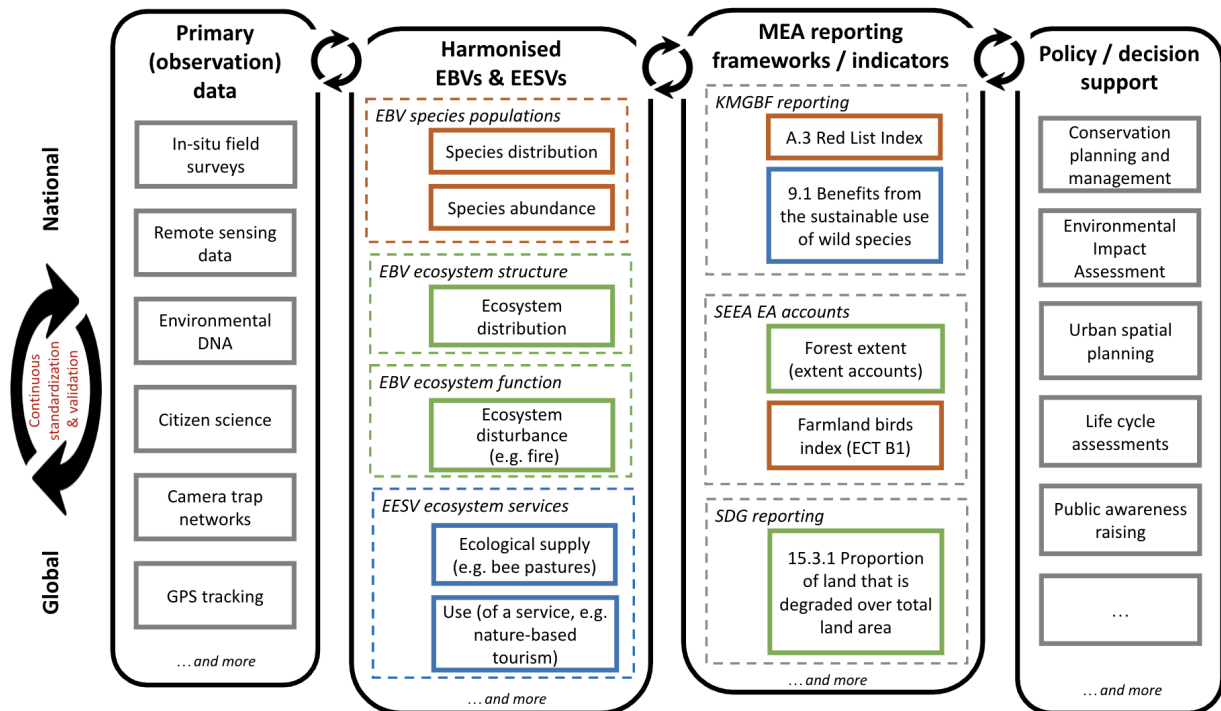 National
Continuous
standardization
& validation
Global
Primary
(observation)
data
In-situ field
surveys
Remote sensing
data
Environmental
DNA
Citizen science
Camera trap
networks
GPS tracking
...and more
Harmonised
EBVs & EESVs
EBV species populations
Species distribution
Species abundance
EBV ecosystem structure
Ecosystem
distribution
EBV ecosystem function
Ecosystem
disturbance
(e.g. fire)
EESV ecosystem services
Ecological supply
(e.g. bee pastures)
Use (of a service, e.g.
nature-based
tourism)
...and more
MEA reporting
frameworks / indicators
KMGBF reporting
A.3 Red List Index
9.1 Benefits from
the sustainable use
of wild species
SEEA EA accounts
Forest extent
(extent accounts)
Farmland birds
index (ECT B1)
SDG reporting
15.3.1 Proportion
of land that is
degraded over total
land area
...and more
Policy / decision
support
Conservation
planning and
management
Environmental
Impact
Assessment
Urban spatial
planning
Life cycle
assessments
Public awareness
raising
...
...and more